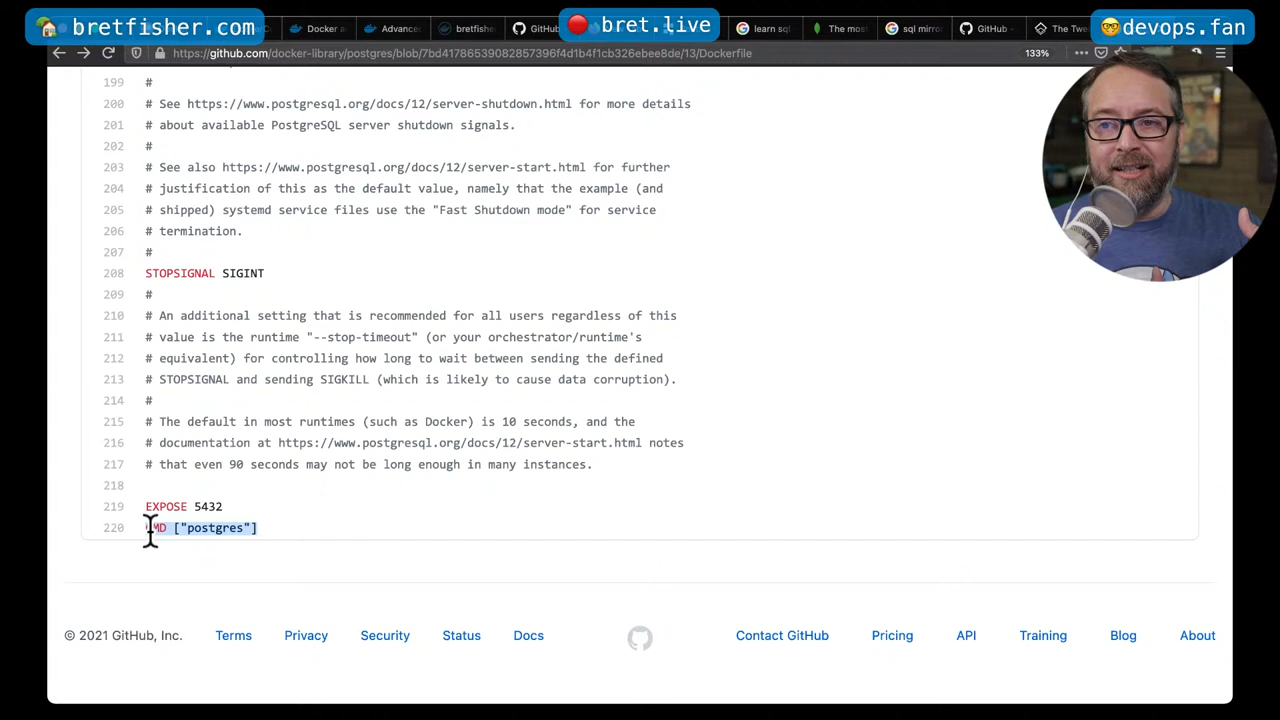 bretfisher.com
bret.live
devops.fan
Docker a
Advance
bretfishe
GitHub
learn sql
The most
sql mirro
GitHub -
The Twe
https://github.com/docker-library/postgres/blob/7bd417865390828573964f4d1b4f1cb326ebee8de/13/Dockerfile
133%
199 #
200 # See https://www.postgresql.org/docs/12/server-shutdown.html for more details
201 # about available PostgreSQL server shutdown signals.
202 #
203 # See also https://www.postgresql.org/docs/12/server-start.html for further
204 # justification of this as the default value, namely that the example (and
205 # shipped) systemd service files use the "Fast Shutdown mode" for service
206 # termination.
207 #
208 STOPSIGNAL SIGINT
209 #
210 # An additional setting that is recommended for all users regardless of this
211 # value is the runtime "--stop-timeout" (or your orchestrator/runtime's
212 # equivalent) for controlling how long to wait between sending the defined
213 # STOPSIGNAL and sending SIGKILL (which is likely to cause data corruption).
214 #
215 # The default in most runtimes (such as Docker) is 10 seconds, and the
216 # documentation at https://www.postgresql.org/docs/12/server-start.html notes
217 # that even 90 seconds may not be long enough in many instances.
218
219 EXPOSE 5432
220 MD ["postgres"]
© 2021 GitHub, Inc. Terms Privacy Security Status Docs Contact GitHub Pricing API Training Blog About